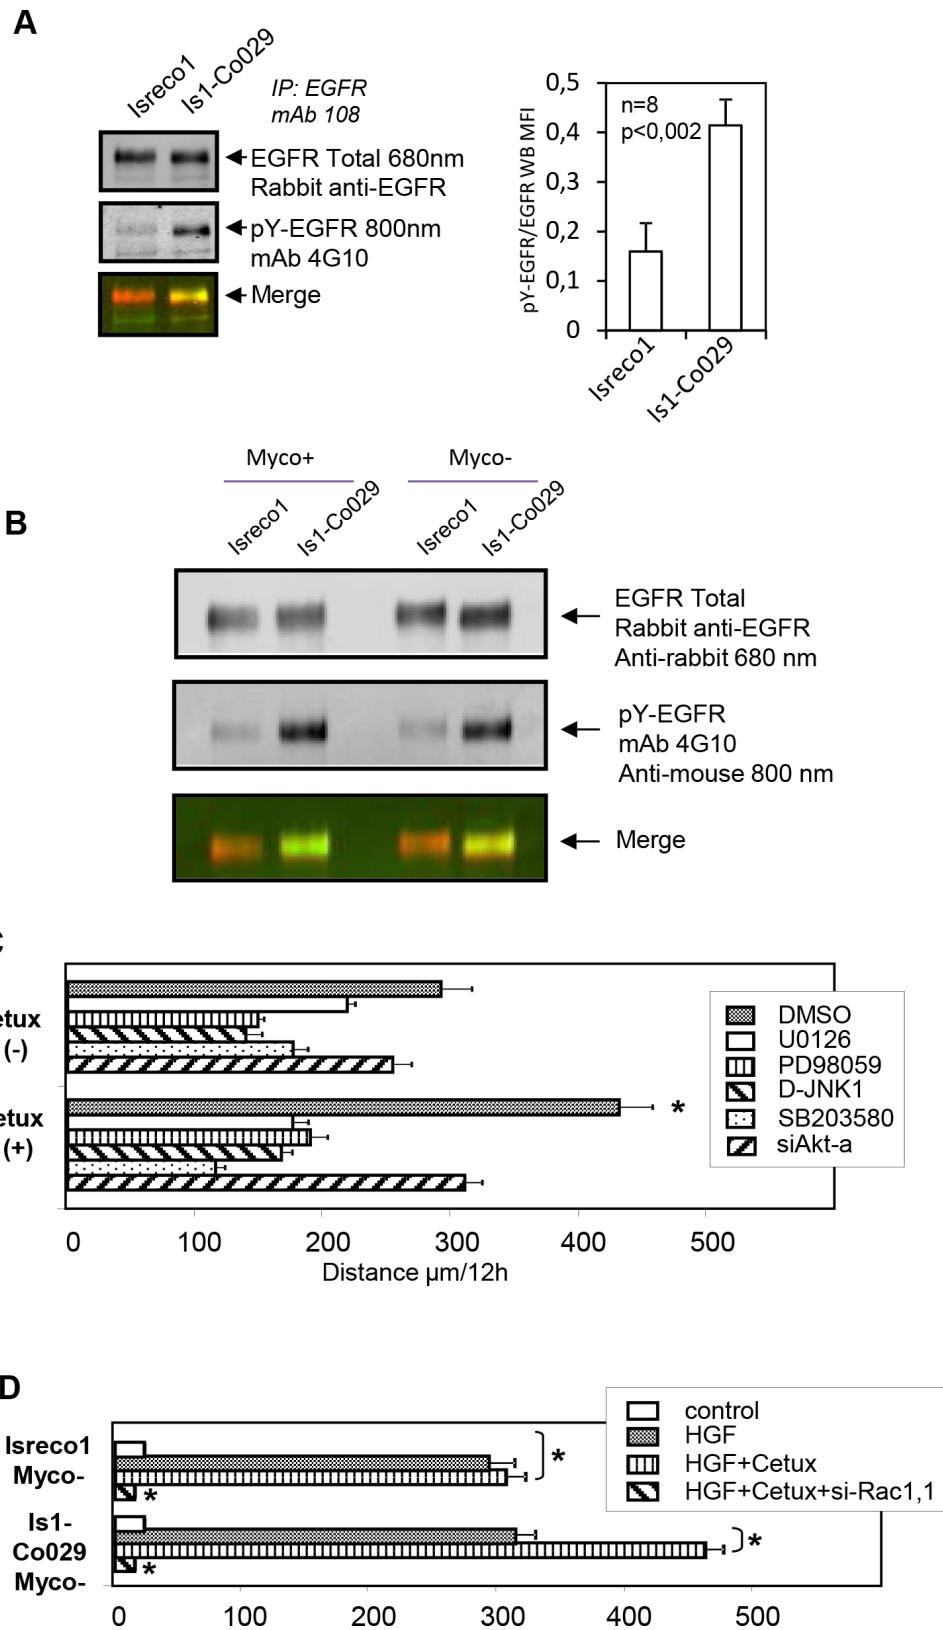 A
Isreco1
Is1-Co029
IP: EGFR
mAb 108
EGFR Total 680nm
Rabbit anti-EGFR
pY-EGFR 800nm
mAb 4G10
Merge
pY-EGFR/EGFR WB MFI
0,5
0,4
0,3
0,2
0,1
0
n=8
p<0,002
Isreco1
Is1-Co029
B
Myco+
Myco-
Isreco1
Is1-Co029
Isreco1
Is1-Co029
EGFR Total
Rabbit anti-EGFR
Anti-rabbit 680 nm
pY-EGFR
mAb 4G10
Anti-mouse 800 nm
Merge
etux
(-)
etux
(+)
*
DMSO
U0126
PD98059
D-JNK1
SB203580
siAkt-a
0 100 200 300 400 500
Distance µm/12h
D
Isreco1
Myco-
*
*
Is1-
Co029
Myco-
*
*
control
HGF
HGF+Cetux
HGF+Cetux+si-Rac1,1
0 100 200 300 400 500